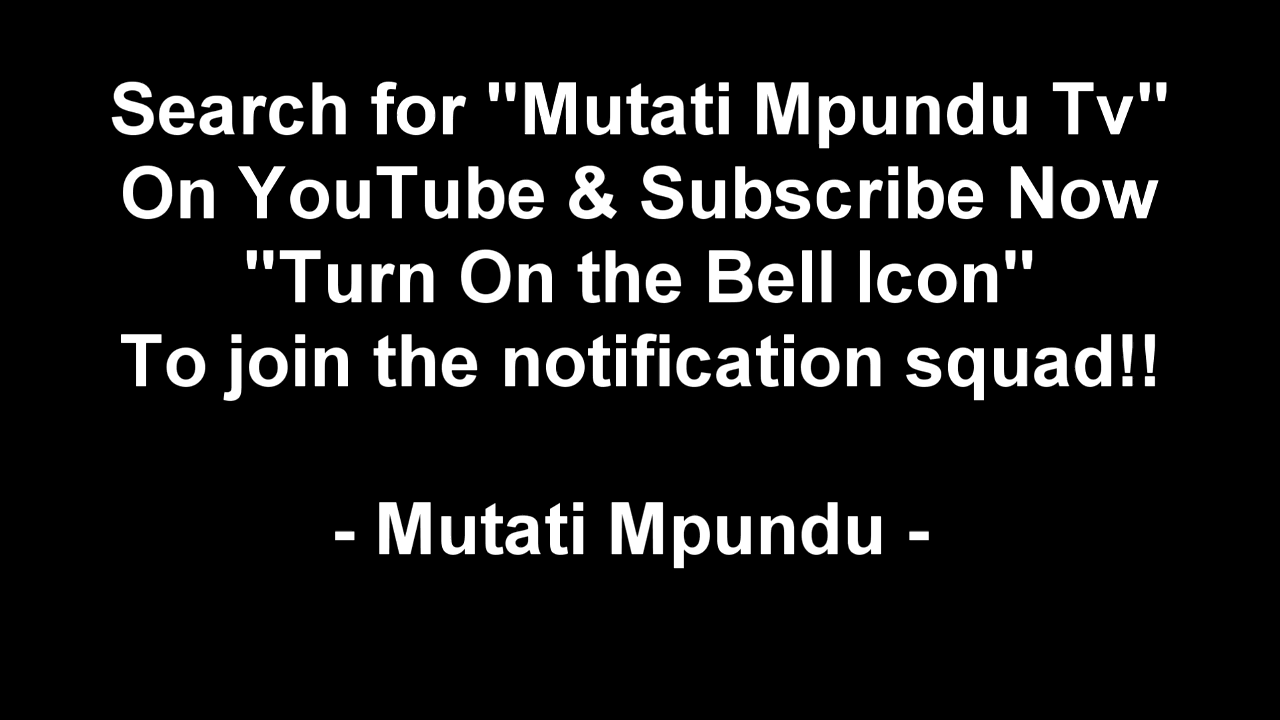 Search for "Mutati Mpundu Tv"
On YouTube & Subscribe Now
"Turn On the Bell Icon"
To join the notification squad!!
- Mutati Mpundu -